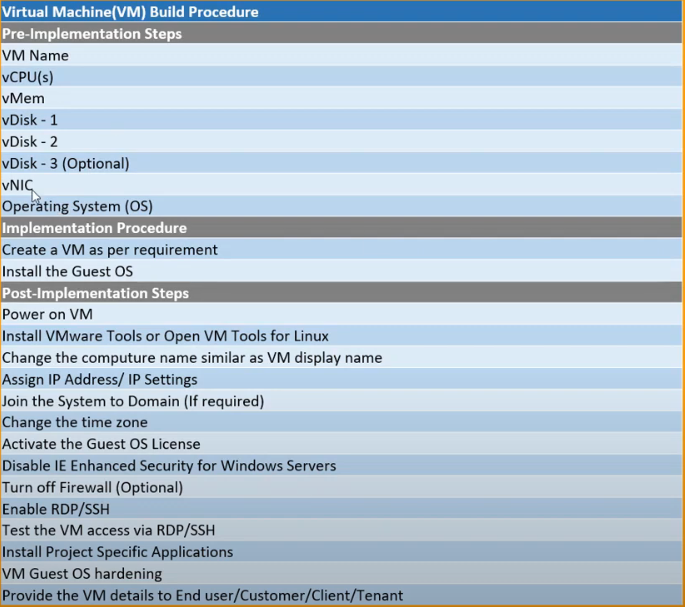 Virtual Machine(VM) Build Procedure
Pre-Implementation Steps
VM Name
vCPU(s)
vMem
vDisk - 1
vDisk - 2
vDisk - 3 (Optional)
vNIC
Operating System (OS)
Implementation Procedure
Create a VM as per requirement
Install the Guest OS
Post-Implementation Steps
Power on VM
Install VMware Tools or Open VM Tools for Linux
Change the computure name similar as VM display name
Assign IP Address/ IP Settings
Join the System to Domain (If required)
Change the time zone
Activate the Guest OS License
Disable IE Enhanced Security for Windows Servers
Turn off Firewall (Optional)
Enable RDP/SSH
Test the VM access via RDP/SSH
Install Project Specific Applications
VM Guest OS hardening
Provide the VM details to End user/Customer/Client/Tenant